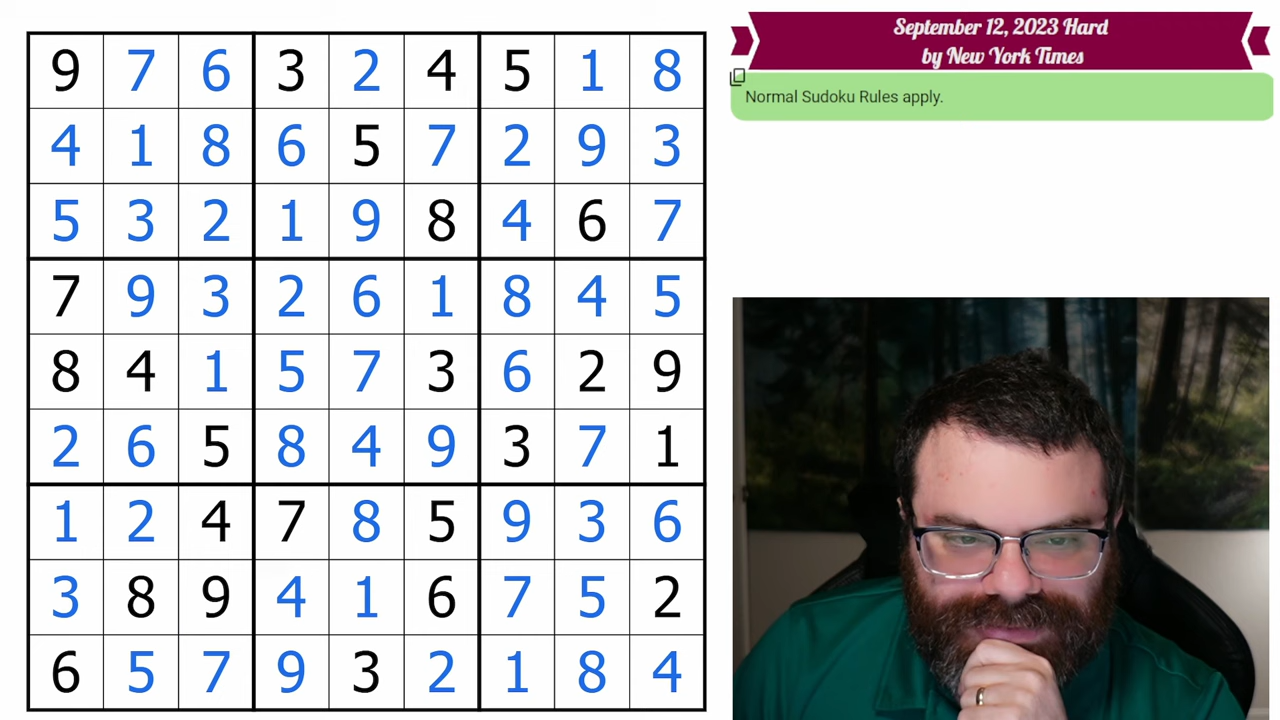 September 12, 2023 Hard
by New York Times
Normal Sudoku Rules apply.
9 7 6 3 2 4 5 1 8
4 1 8 6 5 7 2 9 3
5 3 2 1 9 8 4 6 7
7 9 3 2 6 1 8 4 5
8 4 1 5 7 3 6 2 9
2 6 5 8 4 9 3 7 1
1 2 4 7 8 5 9 3 6
3 8 9 4 1 6 7 5 2
6 5 7 9 3 2 1 8 4